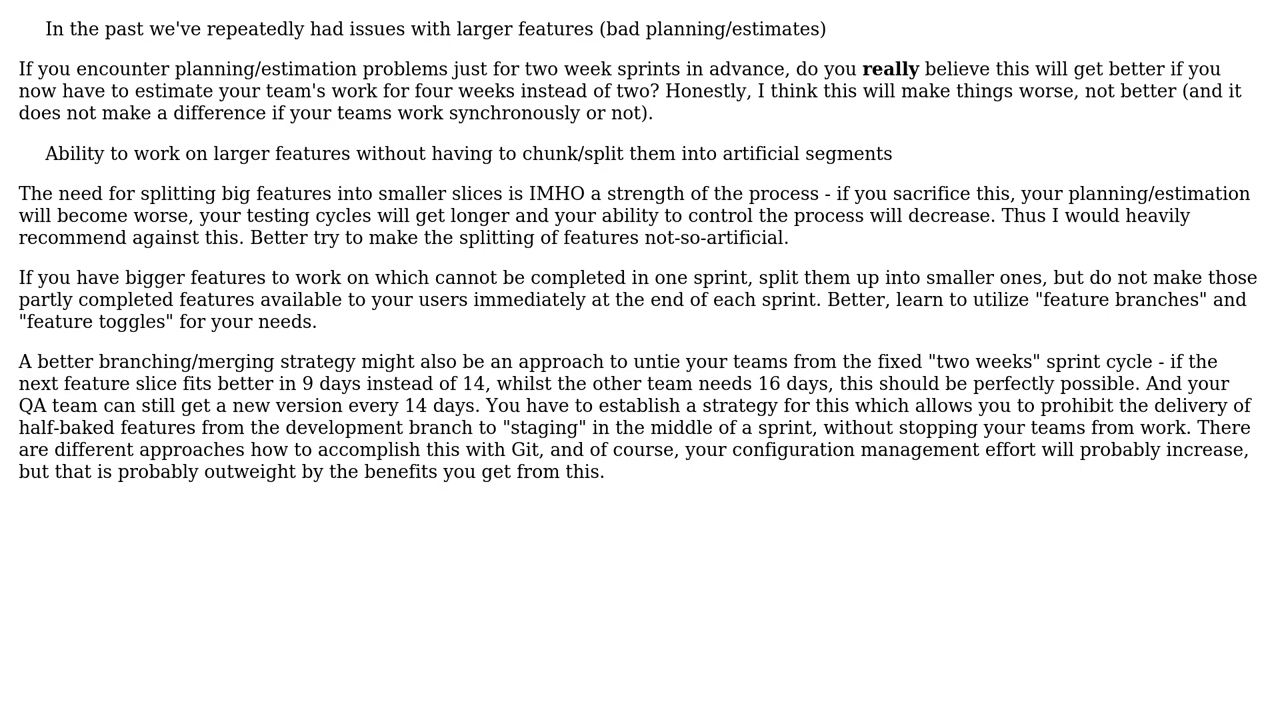 In the past we've repeatedly had issues with larger features (bad planning/estimates)
If you encounter planning/estimation problems just for two week sprints in advance, do you really believe this will get better if you
now have to estimate your team's work for four weeks instead of two? Honestly, I think this will make things worse, not better (and it
does not make a difference if your teams work synchronously or not).
Ability to work on larger features without having to chunk/split them into artificial segments
The need for splitting big features into smaller slices is IMHO a strength of the process - if you sacrifice this, your planning/estimation
will become worse, your testing cycles will get longer and your ability to control the process will decrease. Thus I would heavily
recommend against this. Better try to make the splitting of features not-so-artificial.
If you have bigger features to work on which cannot be completed in one sprint, split them up into smaller ones, but do not make those
partly completed features available to your users immediately at the end of each sprint. Better, learn to utilize "feature branches" and
"feature toggles" for your needs.
A better branching/merging strategy might also be an approach to untie your teams from the fixed "two weeks" sprint cycle - if the
next feature slice fits better in 9 days instead of 14, whilst the other team needs 16 days, this should be perfectly possible. And your
QA team can still get a new version every 14 days. You have to establish a strategy for this which allows you to prohibit the delivery of
half-baked features from the development branch to "staging" in the middle of a sprint, without stopping your teams from work. There
are different approaches how to accomplish this with Git, and of course, your configuration management effort will probably increase,
but that is probably outweight by the benefits you get from this.